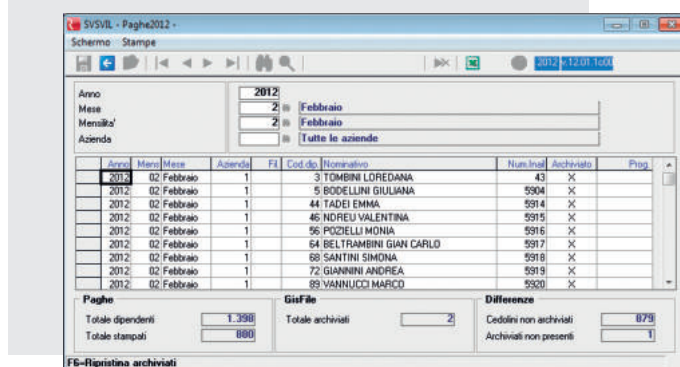 SVSVIL - Paghe2012 -
Schermo Stampe
2012 v.12.01.1c00
Anno 2012
Mese 2 Febbraio
Mensilita' 2 Febbraio
Azienda Tutte le aziende
Anno Mens Mese Azienda Fil. Cod.dip. Nominativo Num.Inail Archiviato Prog.
2012 02 Febbraio 1 3 TOMBINI LOREDANA 43 X
2012 02 Febbraio 1 5 BODELLINI GIULIANA 5904 X
2012 02 Febbraio 1 44 TADEI EMMA 5914 X
2012 02 Febbraio 1 46 NDREU VALENTINA 5915 X
2012 02 Febbraio 1 56 POZIELLI MONIA 5916 X
2012 02 Febbraio 1 64 BELTRAMBINI GIAN CARLO 5917 X
2012 02 Febbraio 1 68 SANTINI SIMONA 5918 X
2012 02 Febbraio 1 72 GIANNINI ANDREA 5919 X
2012 02 Febbraio 1 89 VANNUCCI MARCO 5920 X
Paghe GisFile Differenze
Totale dipendenti 1.398 Totale archiviati 2 Cedolini non archiviati 879
Totale stampati 880 Archiviati non presenti 1
F6=Ripristina archiviati